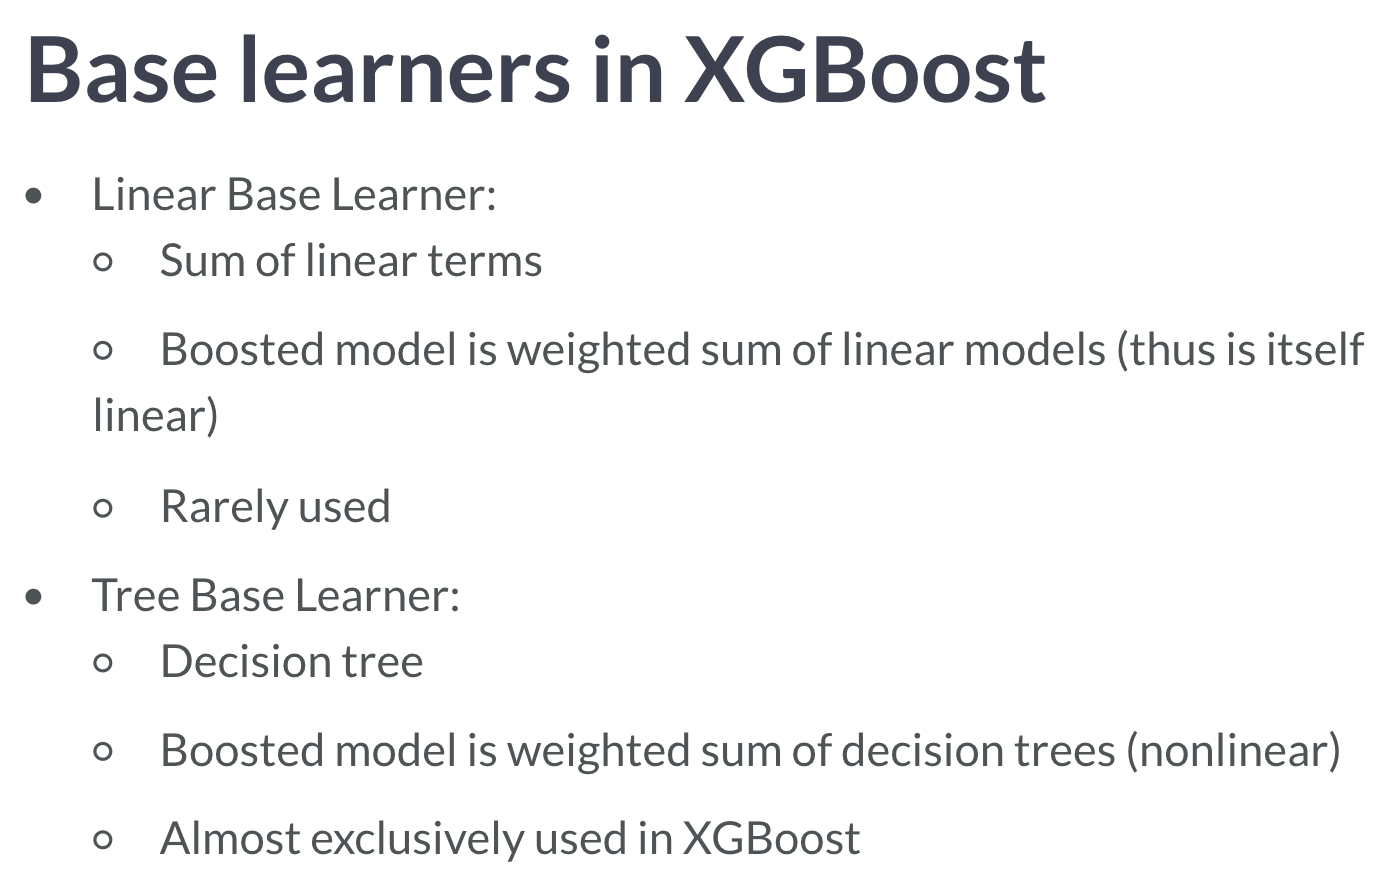 Base learners in XGBoost
• Linear Base Learner:
○ Sum of linear terms
○ Boosted model is weighted sum of linear models (thus is itself
linear)
○ Rarely used
• Tree Base Learner:
○ Decision tree
○ Boosted model is weighted sum of decision trees (nonlinear)
○ Almost exclusively used in XGBoost